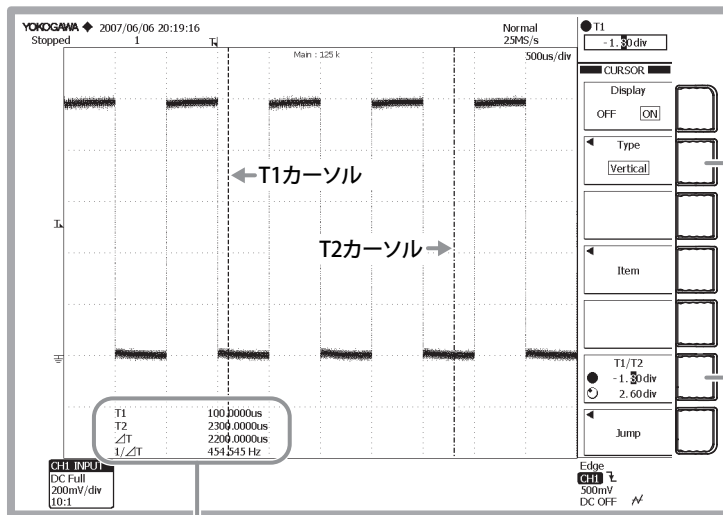 YOKOGAWA ◆ 2007/06/06 20:19:16
Normal
Stopped
1
T
25MS/s
Main : 125 k
500us/div
T1カーソル
T2カーソル
T1 100.0000us
T2 2300.0000us
⊿T 2200.0000us
1/⊿T 454.545 Hz
CH1 INPUT
DC Full
200mV/div
10:1
T1
-1.80div
CURSOR
Display
OFF ON
Type
Vertical
Item
T1/T2
-1.80div
2.60div
Jump
Edge
CH1
500mV
DC OFF